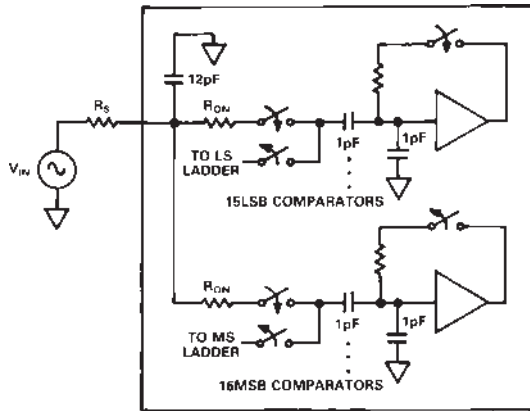 12pF
RS
RON
VIN
TO LS
LADDER
1pF
1pF
15LSB COMPARATORS
RON
TO MS
LADDER
1pF
1pF
16MSB COMPARATORS